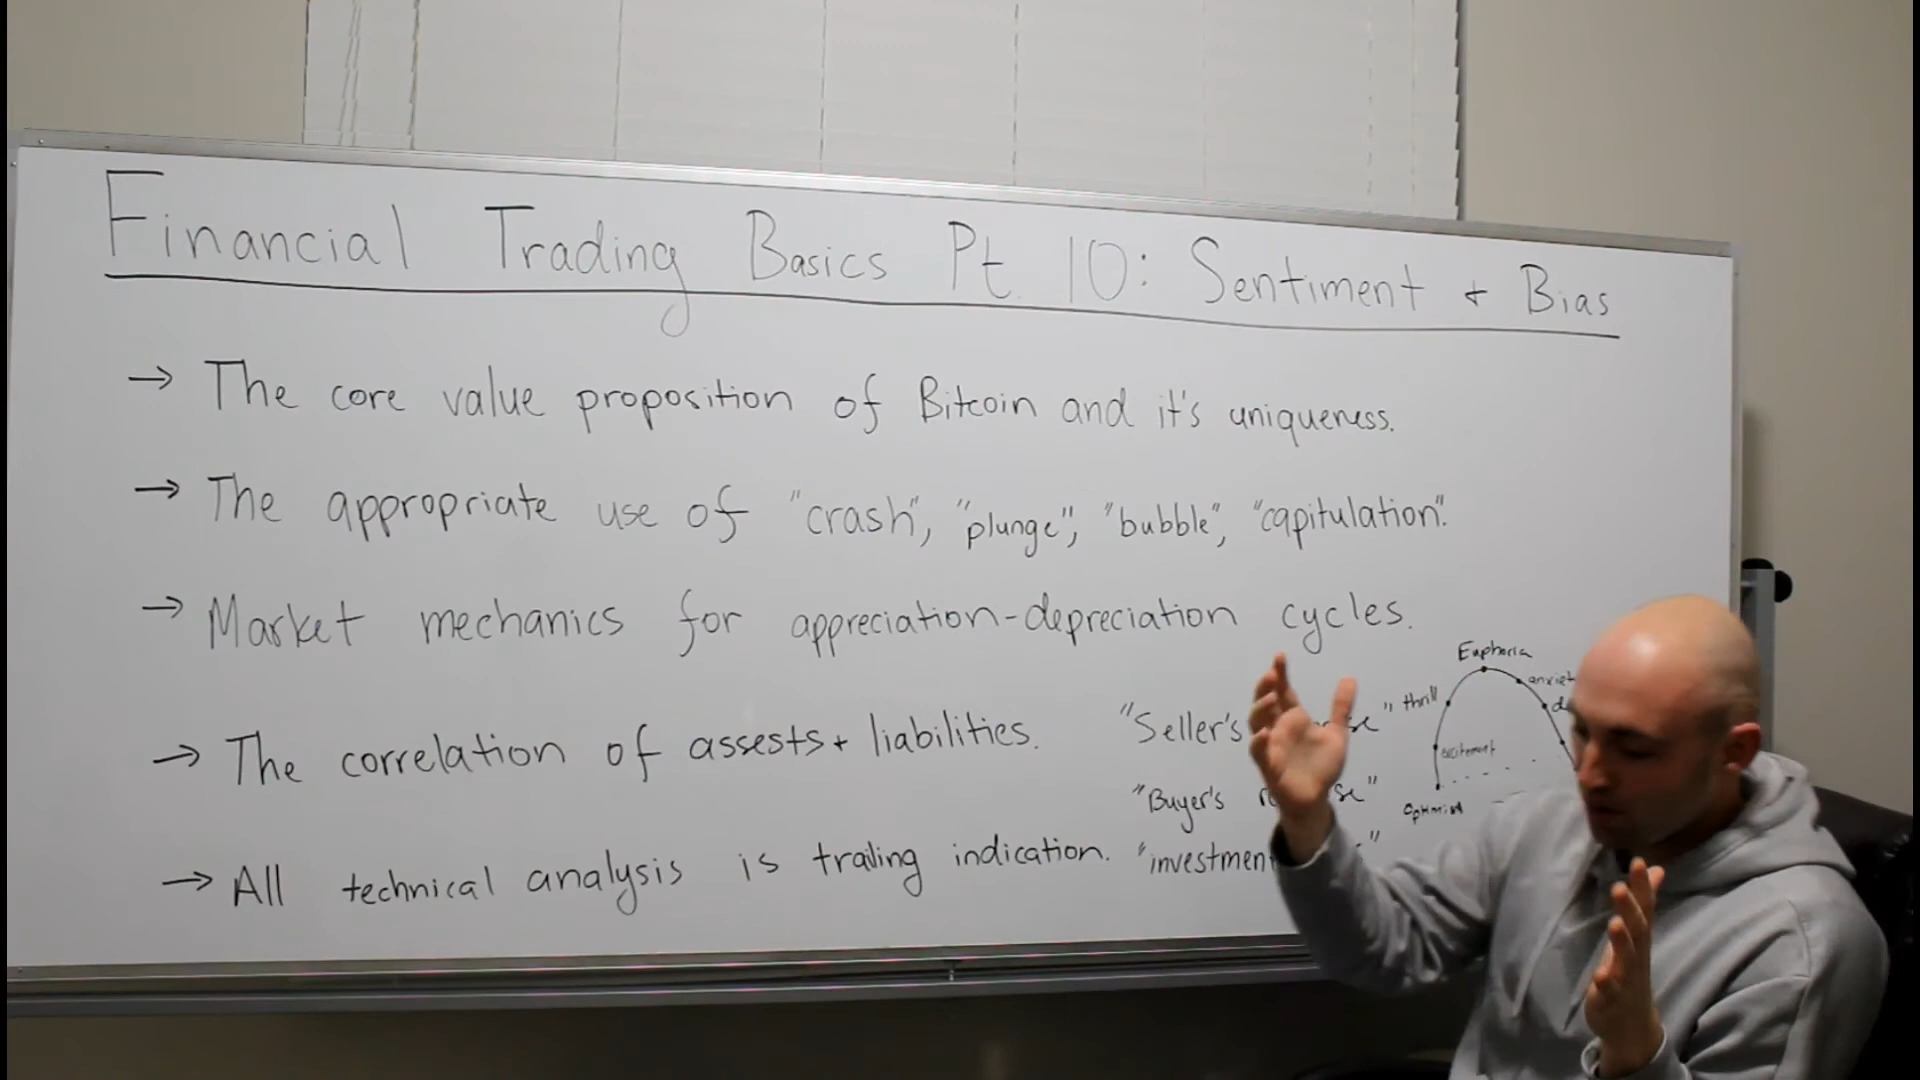 Financial Trading Basics Pt. 10: Sentiment + Bias
→ The core value proposition of Bitcoin and it's uniqueness.
→ The appropriate use of "crash", "plunge", "bubble", "capitulation".
→ Market mechanics for appreciation-depreciation cycles.
→ The correlation of assests + liabilities.
→ All technical analysis is trailing indication.
"Seller's
"Buyer's
"investment
Euphoria
thrill
excitement
Optimism